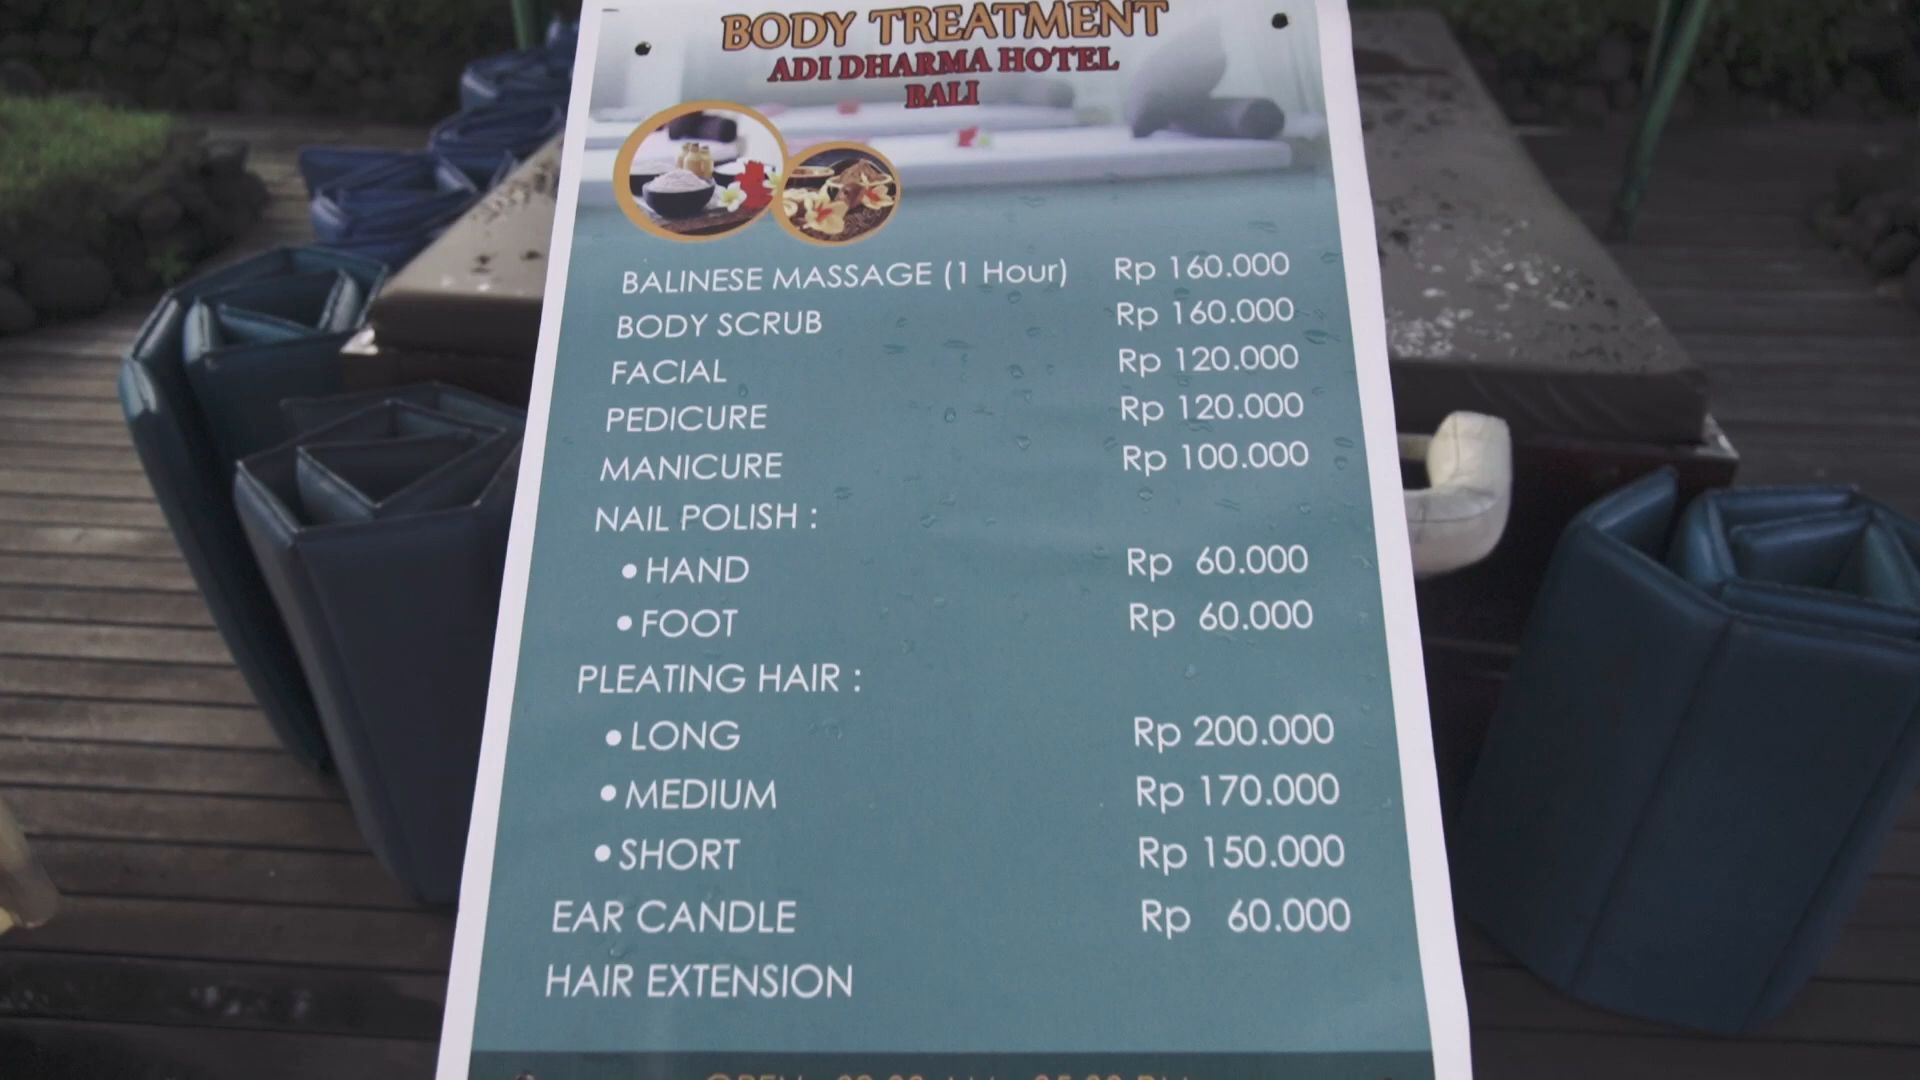 BODY TREATMENT
ADI DHARMA HOTEL
BALI
BALINESE MASSAGE (1 Hour) Rp 160.000
BODY SCRUB Rp 160.000
FACIAL Rp 120.000
PEDICURE Rp 120.000
MANICURE Rp 100.000
NAIL POLISH :
• HAND Rp 60.000
• FOOT Rp 60.000
PLEATING HAIR :
• LONG Rp 200.000
• MEDIUM Rp 170.000
• SHORT Rp 150.000
EAR CANDLE Rp 60.000
HAIR EXTENSION